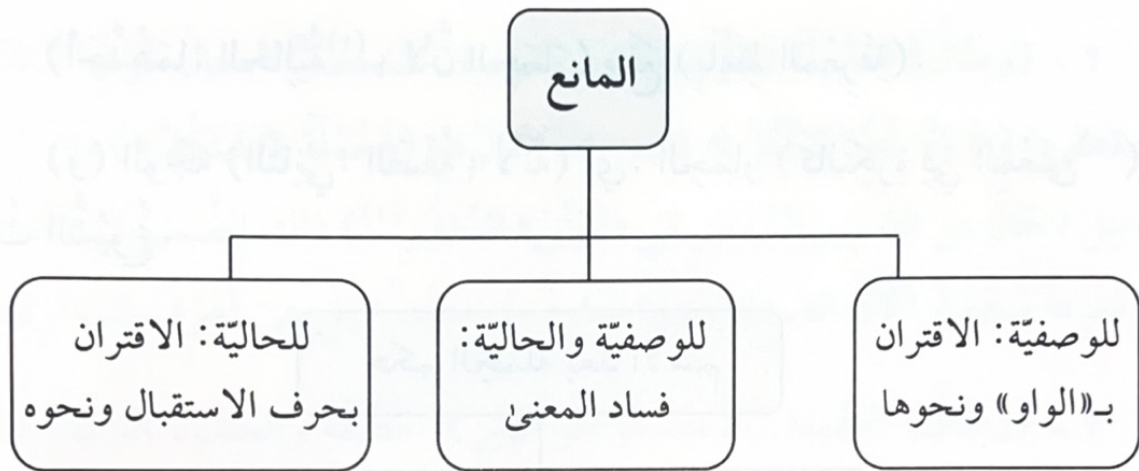 المانع
للوصفيّة: الاقتران
بـ«الواو» ونحوها
للوصفيّة والحاليّة:
فساد المعنىٰ
للحاليّة: الاقتران
بحرف الاستقبال ونحوه